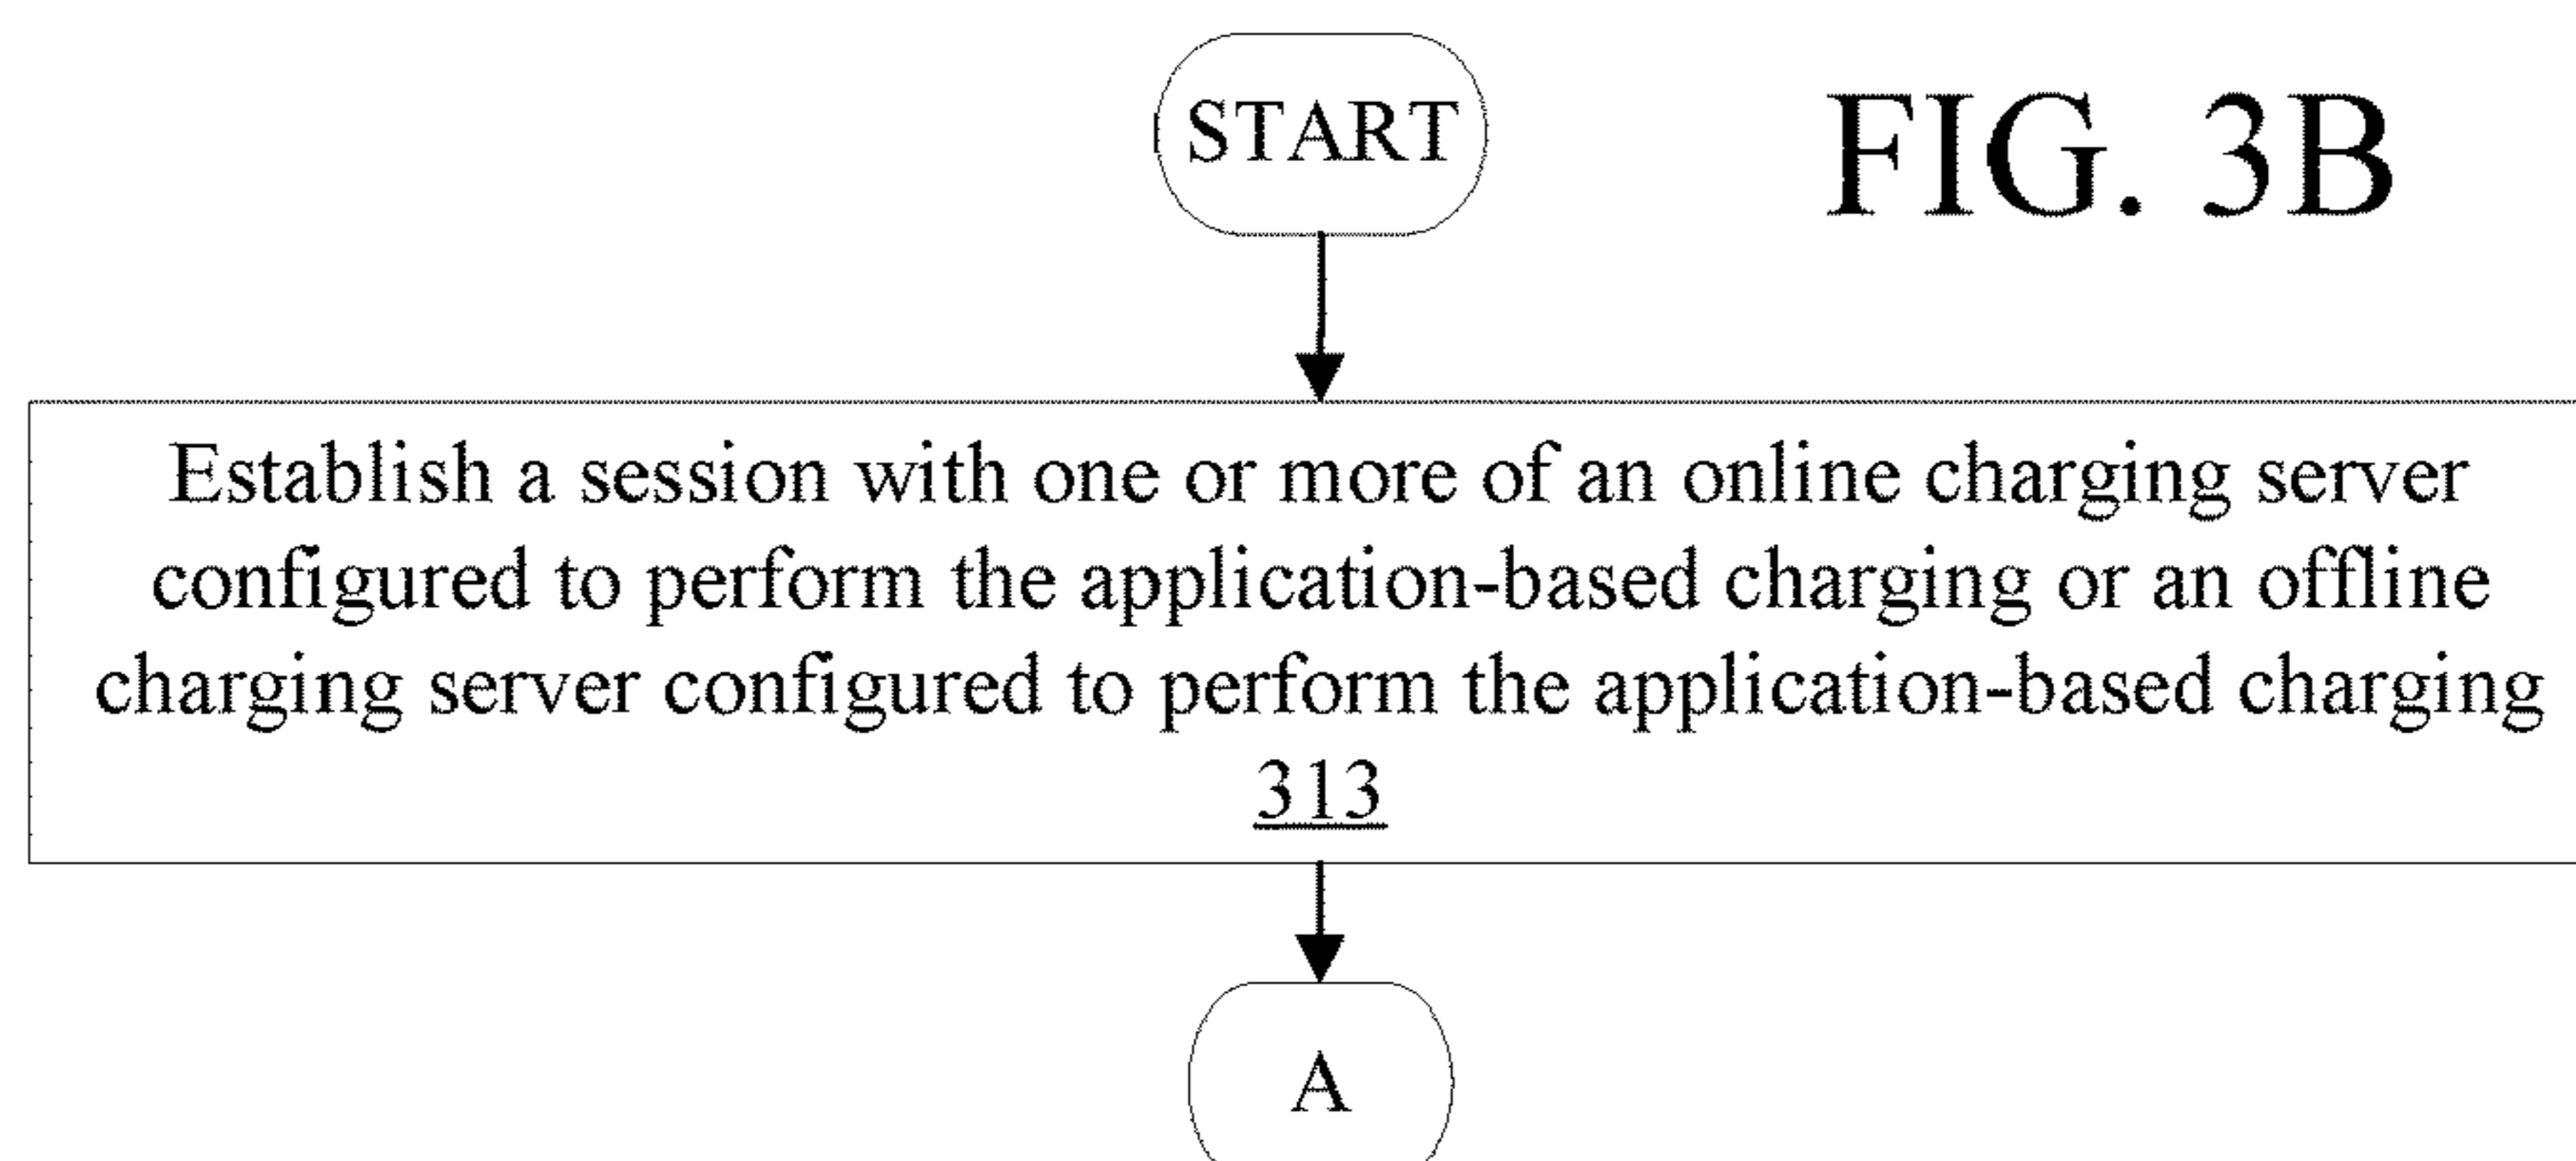 START
FIG. 3B
Establish a session with one or more of an online charging server
configured to perform the application-based charging or an offline
charging server configured to perform the application-based charging
313
A